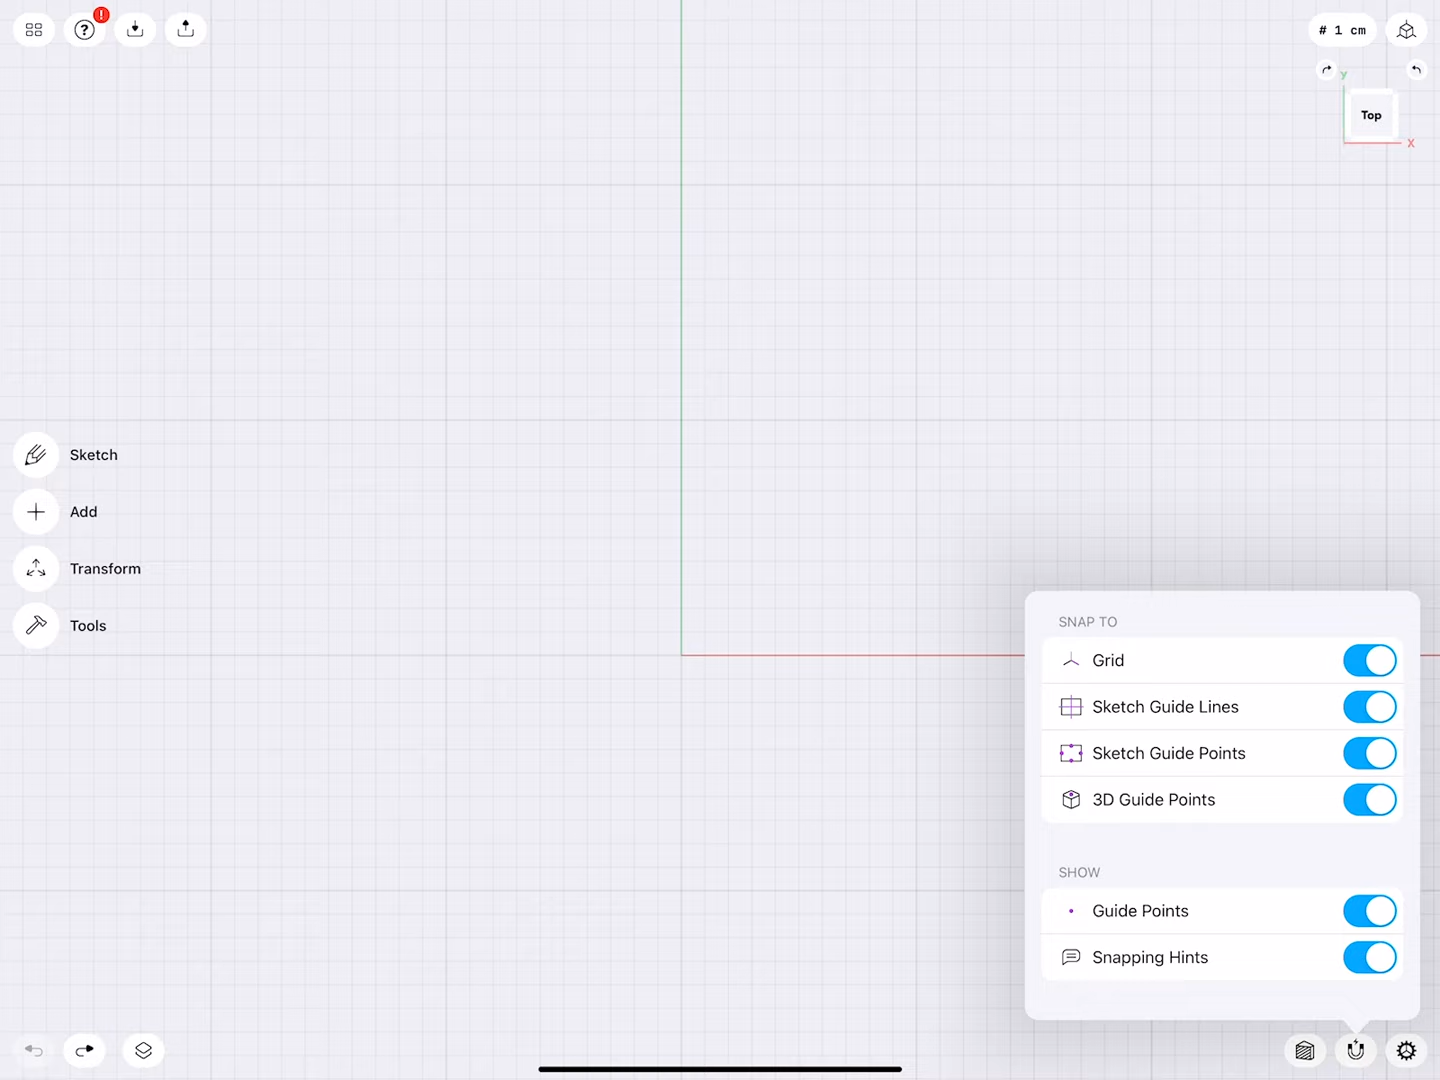 ?
!
# 1 cm
y
Top
X
Sketch
Add
Transform
Tools
SNAP TO
Grid
Sketch Guide Lines
Sketch Guide Points
3D Guide Points
SHOW
Guide Points
Snapping Hints